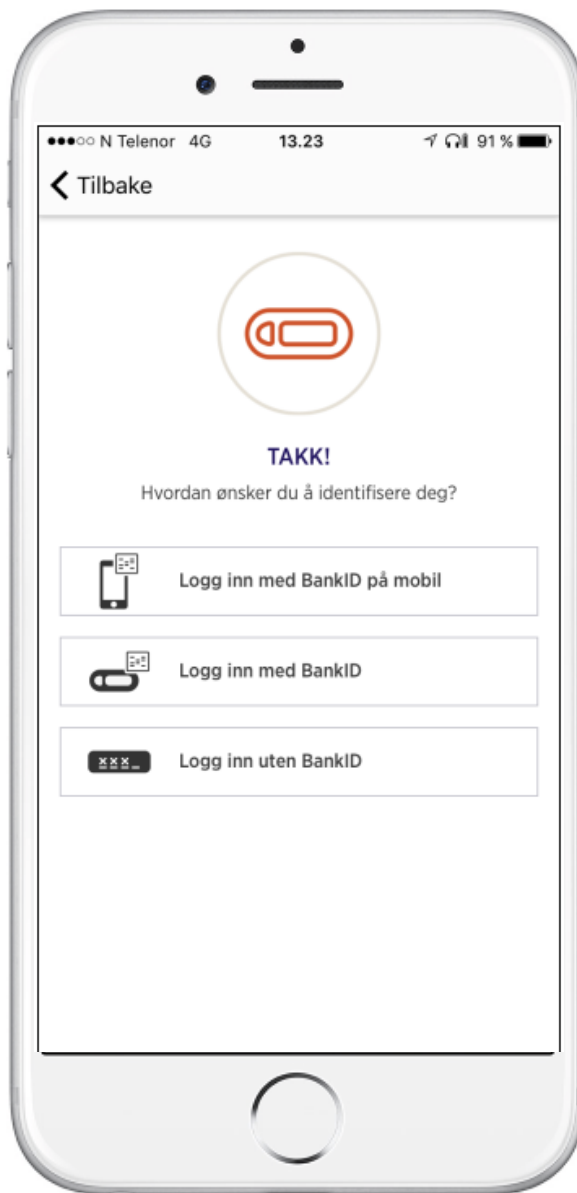 N Telenor 4G 13.23 91 %
Tilbake
TAKK!
Hvordan ønsker du å identifisere deg?
Logg inn med BankID på mobil
Logg inn med BankID
xxx_ Logg inn uten BankID